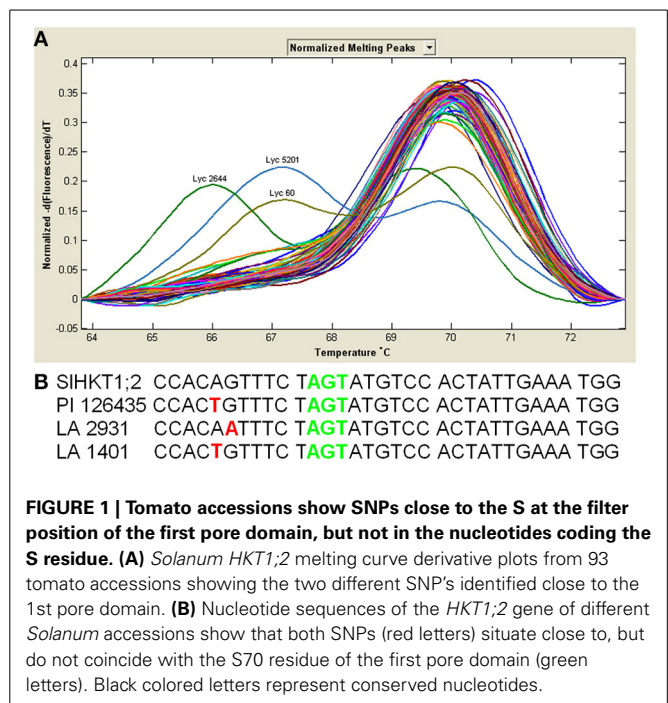 A
Normalized Melting Peaks
0.4
0.35
0.3
0.25
0.2
0.15
0.1
0.05
0
-0.05
Normalized -d(Fluorescence)/dT
Lyc 2644
Lyc 5201
Lyc 60
64 65 66 67 68 69 70 71 72
Temperature °C
B SlHKT1;2 CCACAGTTTC TAGTATGTCC ACTATTGAAA TGG
PI 126435 CCACTGTTTC TAGTATGTCC ACTATTGAAA TGG
LA 2931 CCACAATTTC TAGTATGTCC ACTATTGAAA TGG
LA 1401 CCACTGTTTC TAGTATGTCC ACTATTGAAA TGG
FIGURE 1 | Tomato accessions show SNPs close to the S at the filter
position of the first pore domain, but not in the nucleotides coding the
S residue. (A) Solanum HKT1;2 melting curve derivative plots from 93
tomato accessions showing the two different SNP's identified close to the
1st pore domain. (B) Nucleotide sequences of the HKT1;2 gene of different
Solanum accessions show that both SNPs (red letters) situate close to, but
do not coincide with the S70 residue of the first pore domain (green
letters). Black colored letters represent conserved nucleotides.